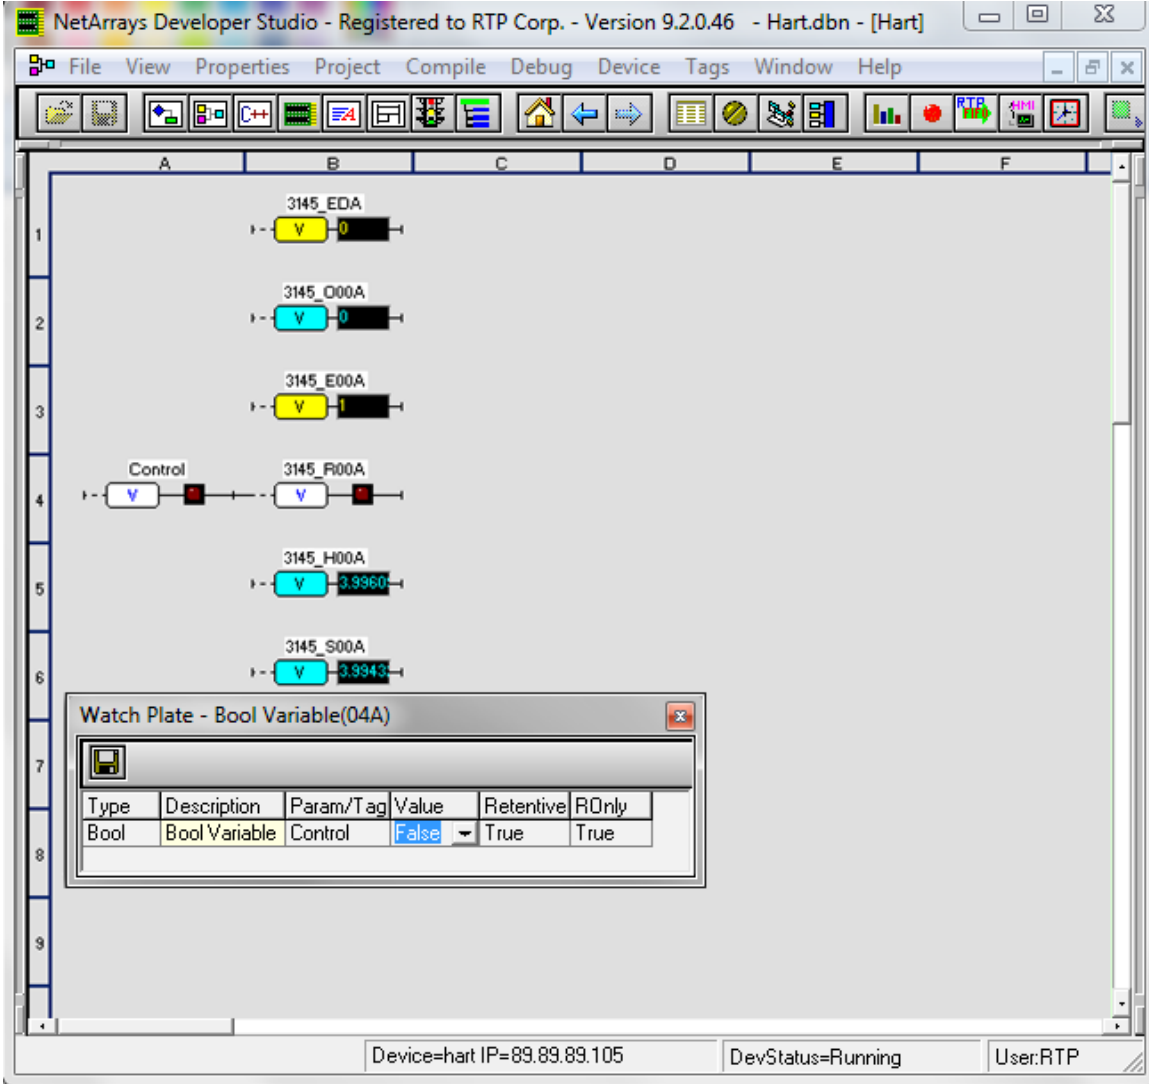 NetArrays Developer Studio - Registered to RTP Corp. - Version 9.2.0.46 - Hart.dbn - [Hart]
File View Properties Project Compile Debug Device Tags Window Help
C++ RTP FIFO HMI
A B C D E F
3145_EDA
1 V 0
3145_O00A
2 V 0
3145_E00A
3 V 1
Control 3145_R00A
4 V V
3145_H00A
5 V 3.9960
3145_S00A
6 V 3.9943
Watch Plate - Bool Variable(04A)
7
Type Description Param/Tag Value Retentive ROnly
Bool Bool Variable Control False True True
8
9
Device=hart IP=89.89.89.105 DevStatus=Running User:RTP